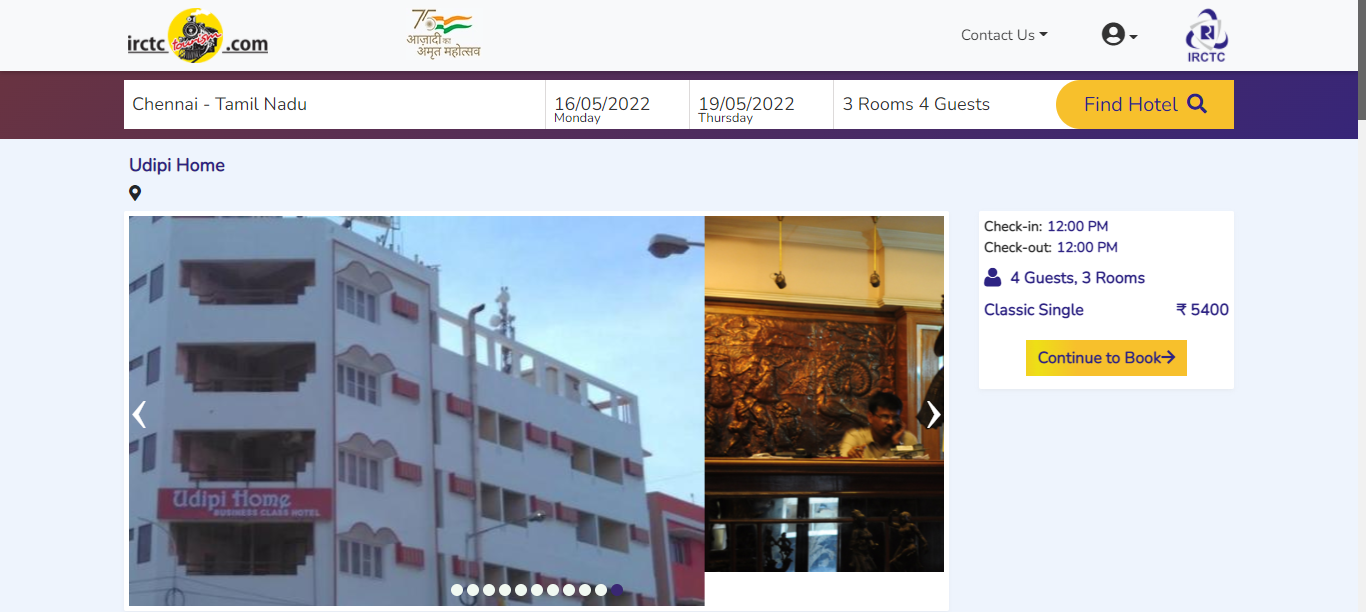 irctc tourism .com
75
आज़ादी का
अमृत महोत्सव
Contact Us
IRCTC
Chennai - Tamil Nadu
16/05/2022
Monday
19/05/2022
Thursday
3 Rooms 4 Guests
Find Hotel
Udipi Home
Check-in: 12:00 PM
Check-out: 12:00 PM
4 Guests, 3 Rooms
Classic Single ₹ 5400
Continue to Book
Udipi Home
BUSINESS CLASS HOTEL